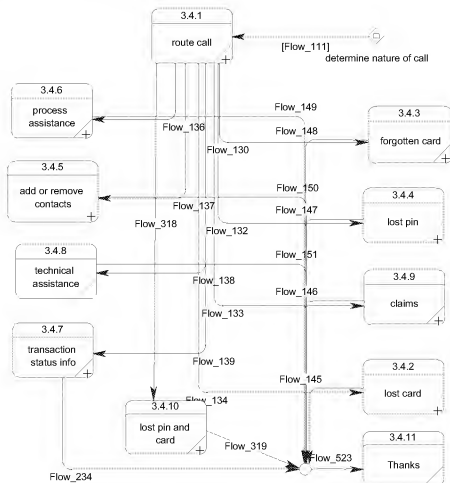 3.4.1
route call
[Flow_111]
determine nature of call
3.4.6
process
assistance
Flow_136
Flow_149
Flow_148
Flow_130
3.4.3
forgotten card
3.4.5
add or remove
contacts
Flow_137
Flow_150
Flow_147
Flow_318
Flow_132
3.4.4
lost pin
3.4.8
technical
assistance
Flow_151
Flow_138
Flow_146
Flow_133
3.4.9
claims
3.4.7
transaction
status info
Flow_139
Flow_145
Flow_134
3.4.2
lost card
3.4.10
lost pin and
card
Flow_319
Flow_234
Flow_523
3.4.11
Thanks